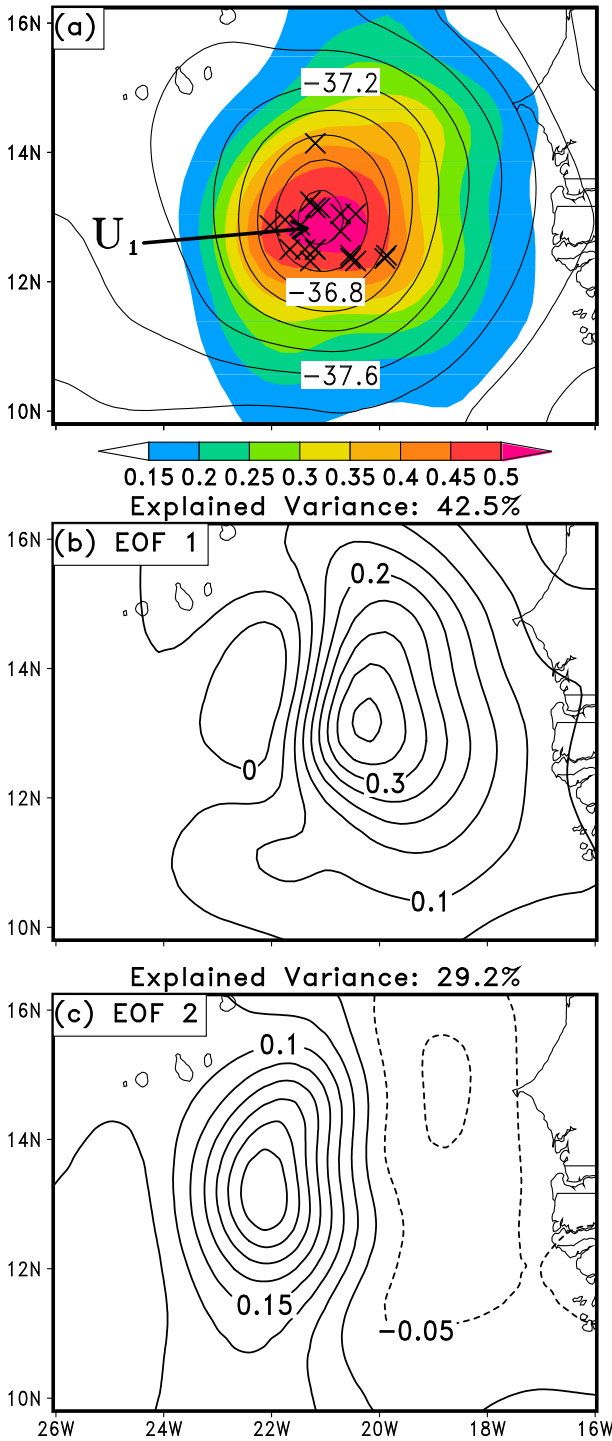 16N
(a)
−37.2
14N
U1
12N
−36.8
−37.6
10N
0.15 0.2 0.25 0.3 0.35 0.4 0.45 0.5
Explained Variance: 42.5%
16N
(b) EOF 1
0.2
14N
0
0.3
12N
0.1
10N
Explained Variance: 29.2%
16N
(c) EOF 2
0.1
14N
12N
0.15
−0.05
10N
26W 24W 22W 20W 18W 16W